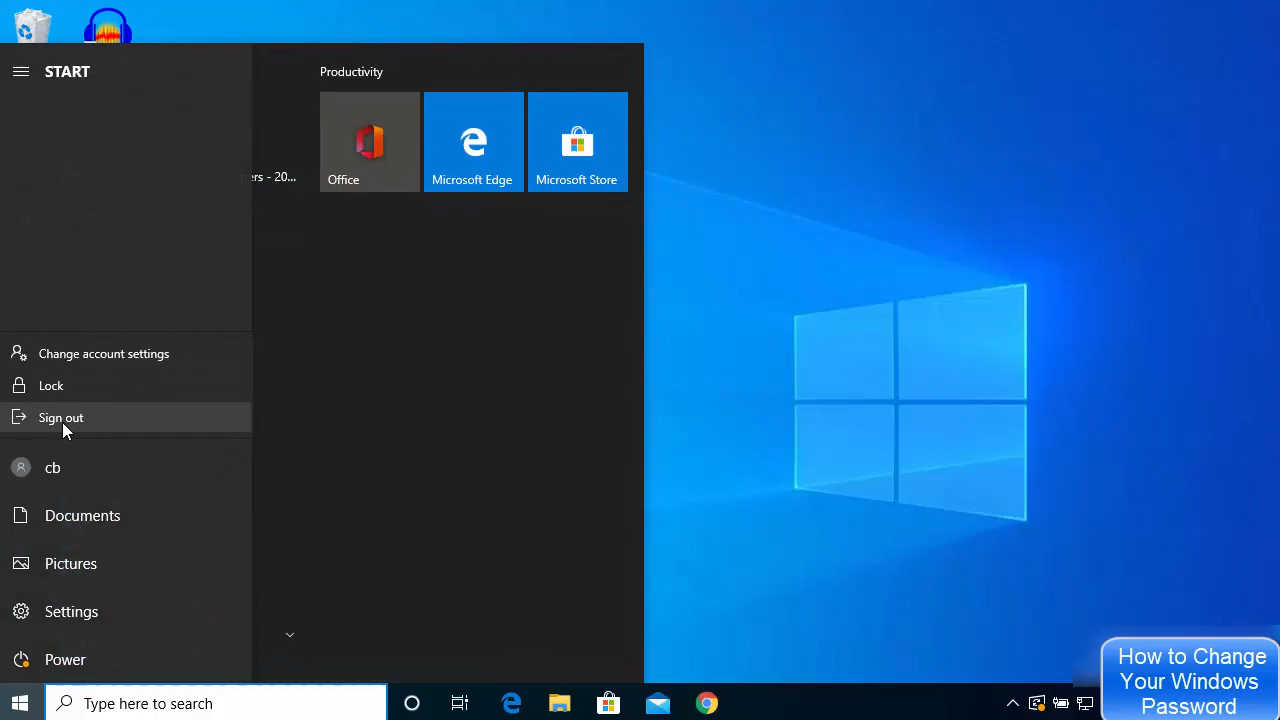 START
Productivity
ers - 20...
Office
Microsoft Edge
Microsoft Store
Change account settings
Lock
Sign out
cb
Documents
Pictures
Settings
Power
Type here to search
How to Change
Your Windows
Password